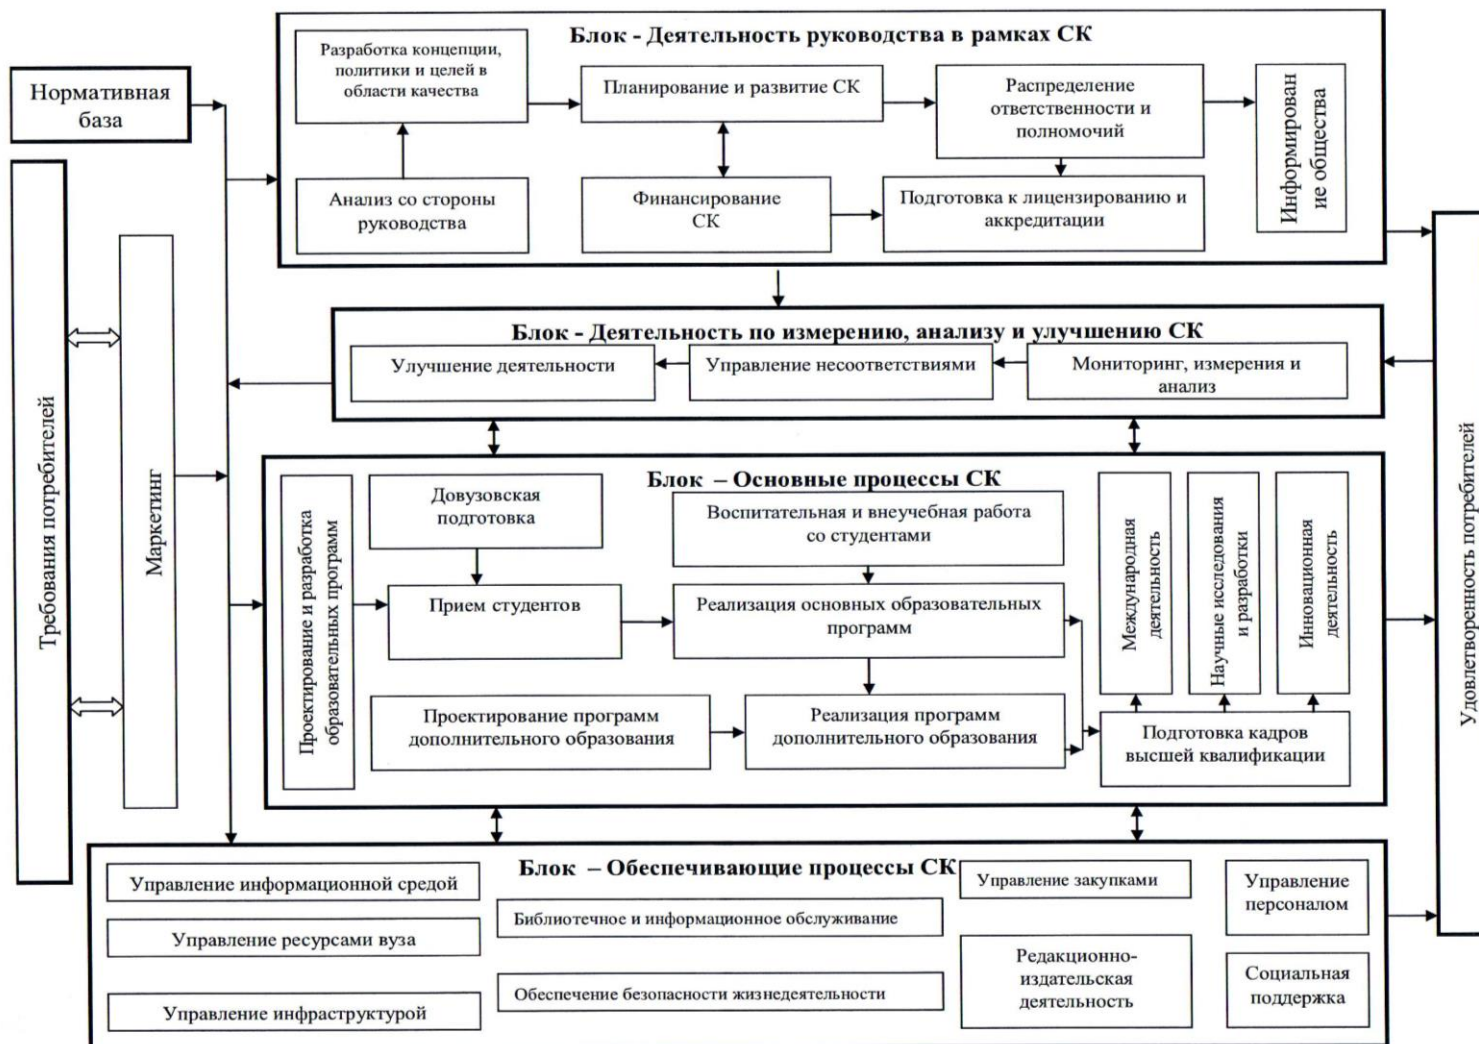 Блок - Деятельность руководства в рамках СК
Нормативная
база
Разработка концепции,
политики и целей в
области качества
Планирование и развитие СК
Распределение
ответственности и
полномочий
Информирован
ие общества
Анализ со стороны
руководства
Финансирование
СК
Подготовка к лицензированию и
аккредитации
Требования потребителей
Маркетинг
Блок - Деятельность по измерению, анализу и улучшению СК
Улучшение деятельности
Управление несоответствиями
Мониторинг, измерения и
анализ
Удовлетворенность потребителей
Блок – Основные процессы СК
Проектирование и разработка
образовательных программ
Довузовская
подготовка
Воспитательная и внеучебная работа
со студентами
Международная
деятельность
Научные исследования
и разработки
Инновационная
деятельность
Прием студентов
Реализация основных образовательных
программ
Проектирование программ
дополнительного образования
Реализация программ
дополнительного образования
Подготовка кадров
высшей квалификации
Блок – Обеспечивающие процессы СК
Управление информационной средой
Управление ресурсами вуза
Управление инфраструктурой
Библиотечное и информационное обслуживание
Обеспечение безопасности жизнедеятельности
Управление закупками
Редакционно-
издательская
деятельность
Управление
персоналом
Социальная
поддержка